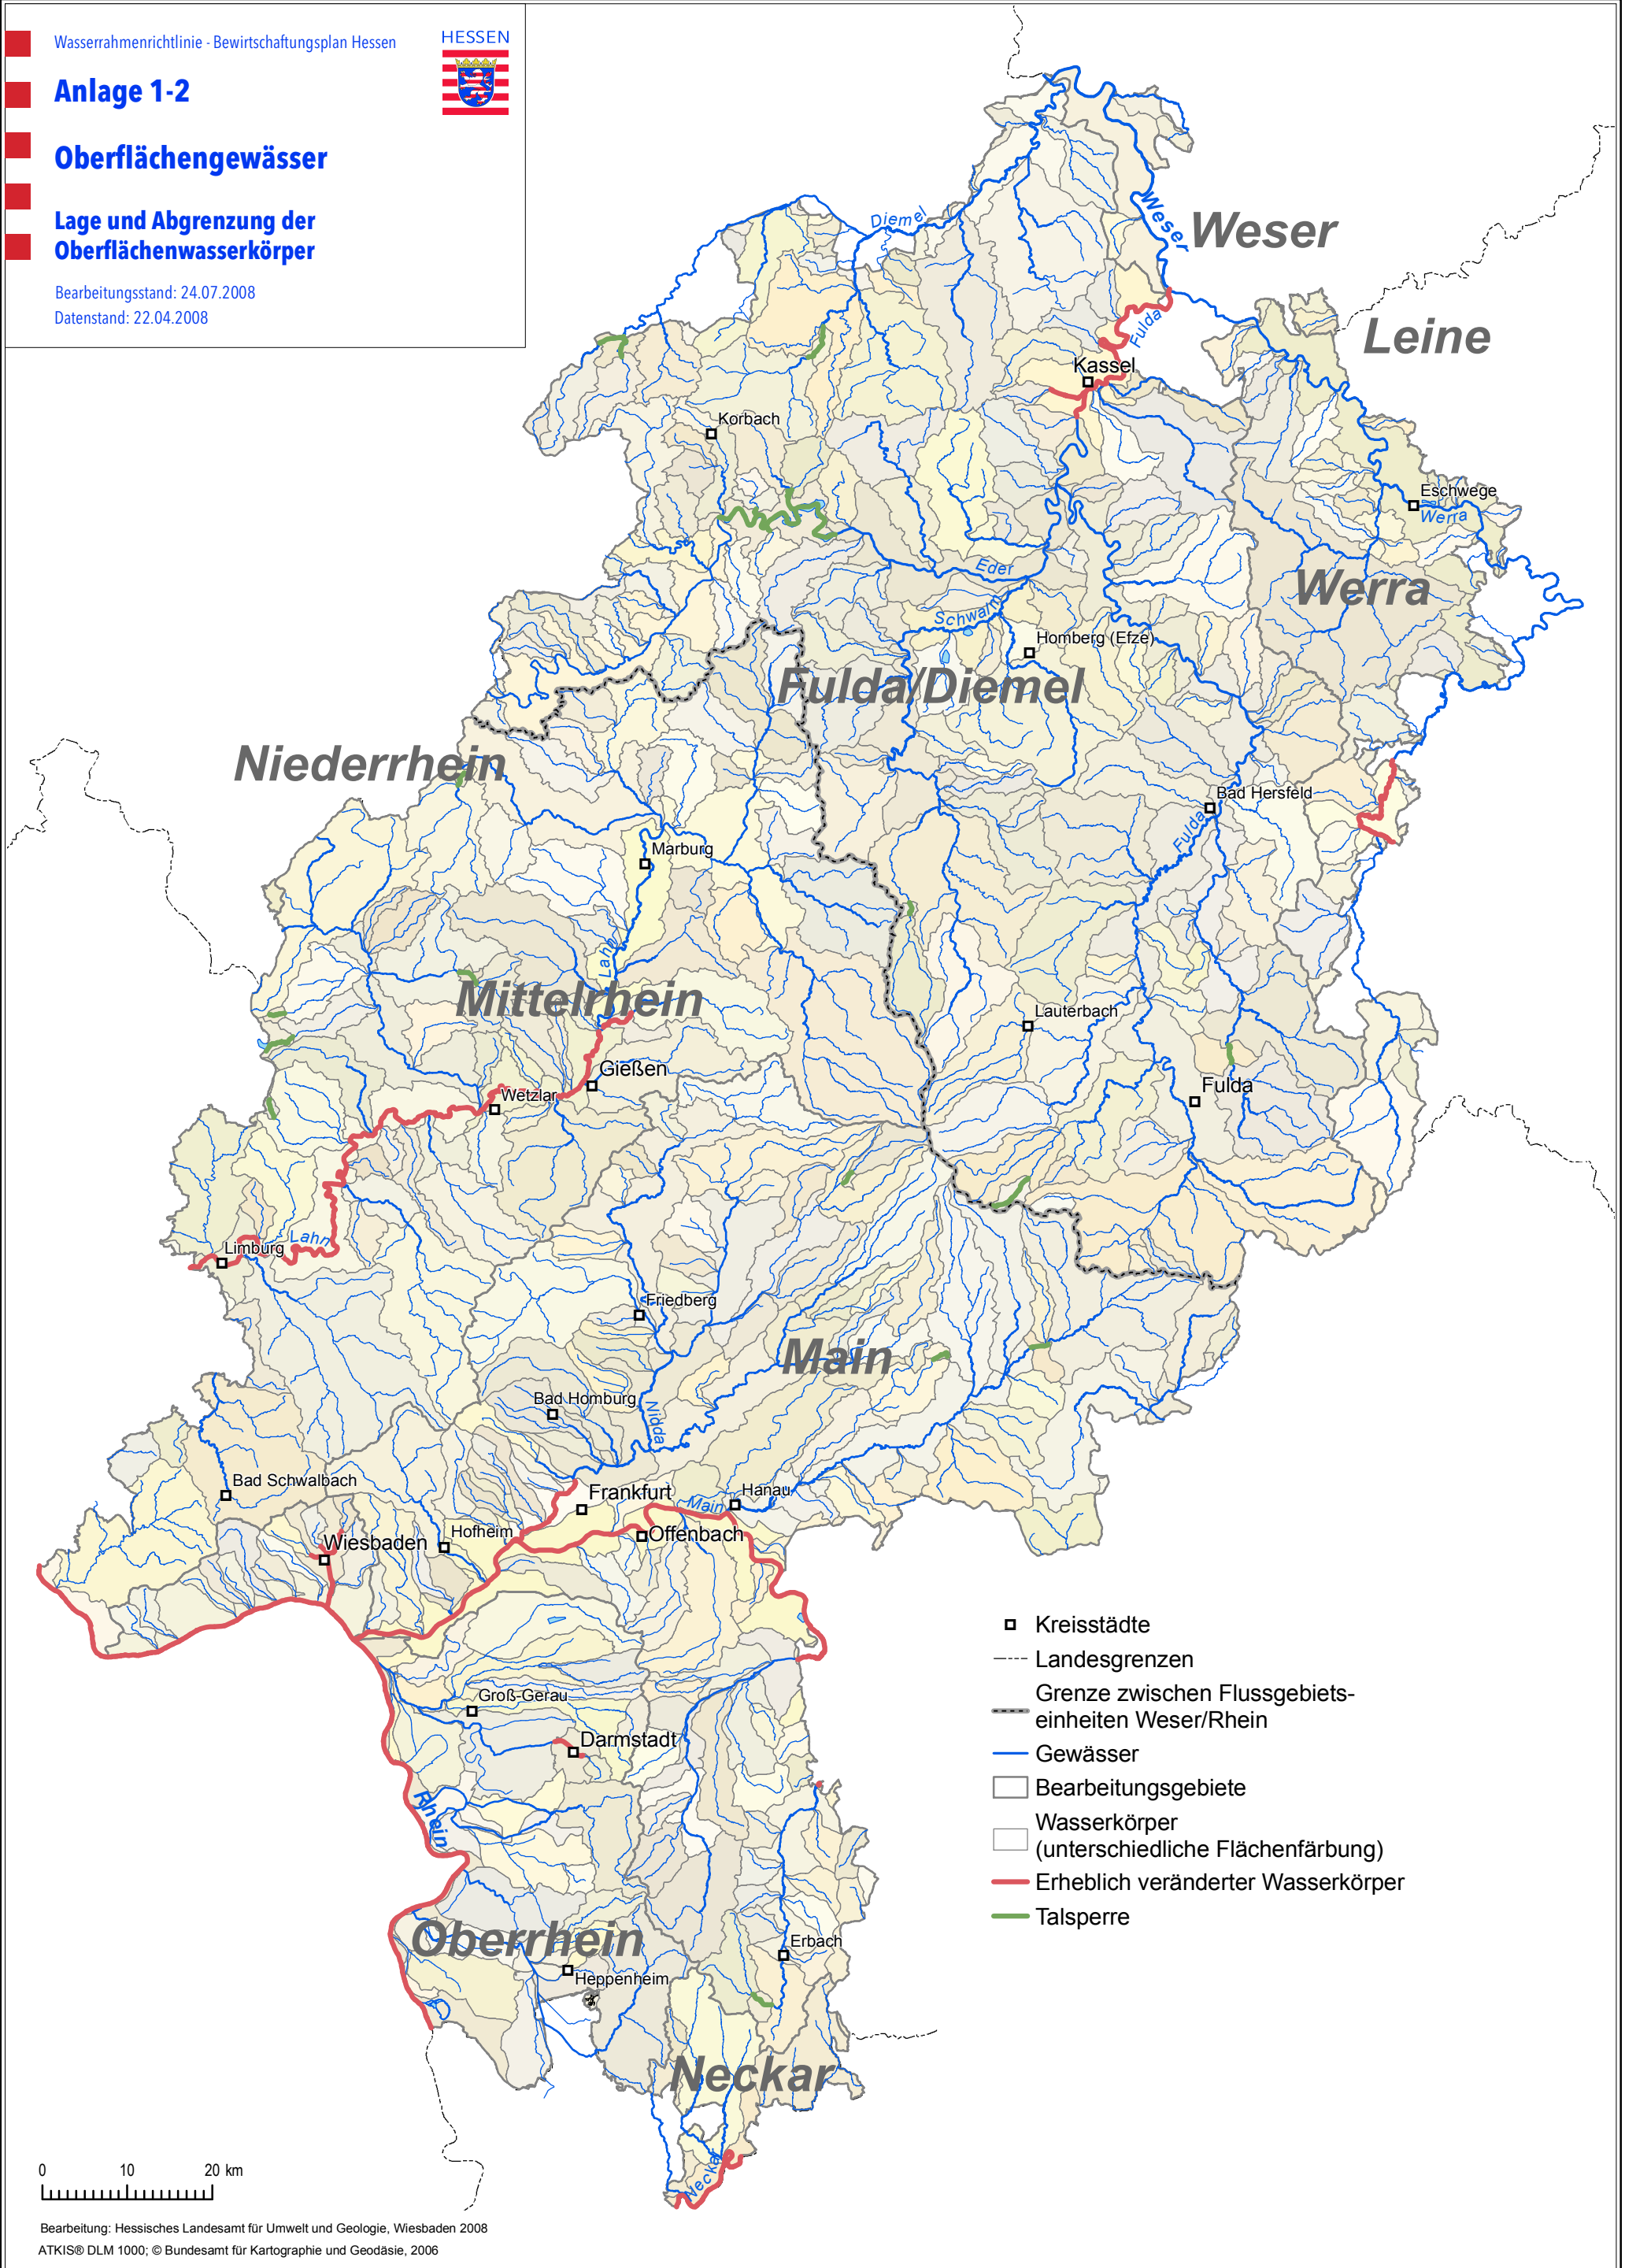 Wasserrahmenrichtlinie - Bewirtschaftungsplan Hessen
HESSEN
Anlage 1-2
Oberflächengewässer
Lage und Abgrenzung der
Oberflächenwasserkörper
Bearbeitungsstand: 24.07.2008
Datenstand: 22.04.2008
Diemel
Weser
Weser
Fulda
Leine
Kassel
Korbach
Eschwege
Werra
Eder
Werra
Schwalm
Homberg (Efze)
Fulda/Diemel
Niederrhein
Bad Hersfeld
Fulda
Marburg
Lahn
Mittelrhein
Lauterbach
Gießen
Fulda
Wetzlar
Lahn
Limburg
Friedberg
Main
Bad Homburg
Nidda
Bad Schwalbach
Frankfurt
Main
Hanau
Hofheim
Offenbach
Wiesbaden
Groß-Gerau
Darmstadt
Rhein
Oberrhein
Erbach
Heppenheim
Neckar
Neckar
Kreisstädte
Landesgrenzen
Grenze zwischen Flussgebiets-
einheiten Weser/Rhein
Gewässer
Bearbeitungsgebiete
Wasserkörper
(unterschiedliche Flächenfärbung)
Erheblich veränderter Wasserkörper
Talsperre
0 10 20 km
Bearbeitung: Hessisches Landesamt für Umwelt und Geologie, Wiesbaden 2008
ATKIS® DLM 1000; © Bundesamt für Kartographie und Geodäsie, 2006